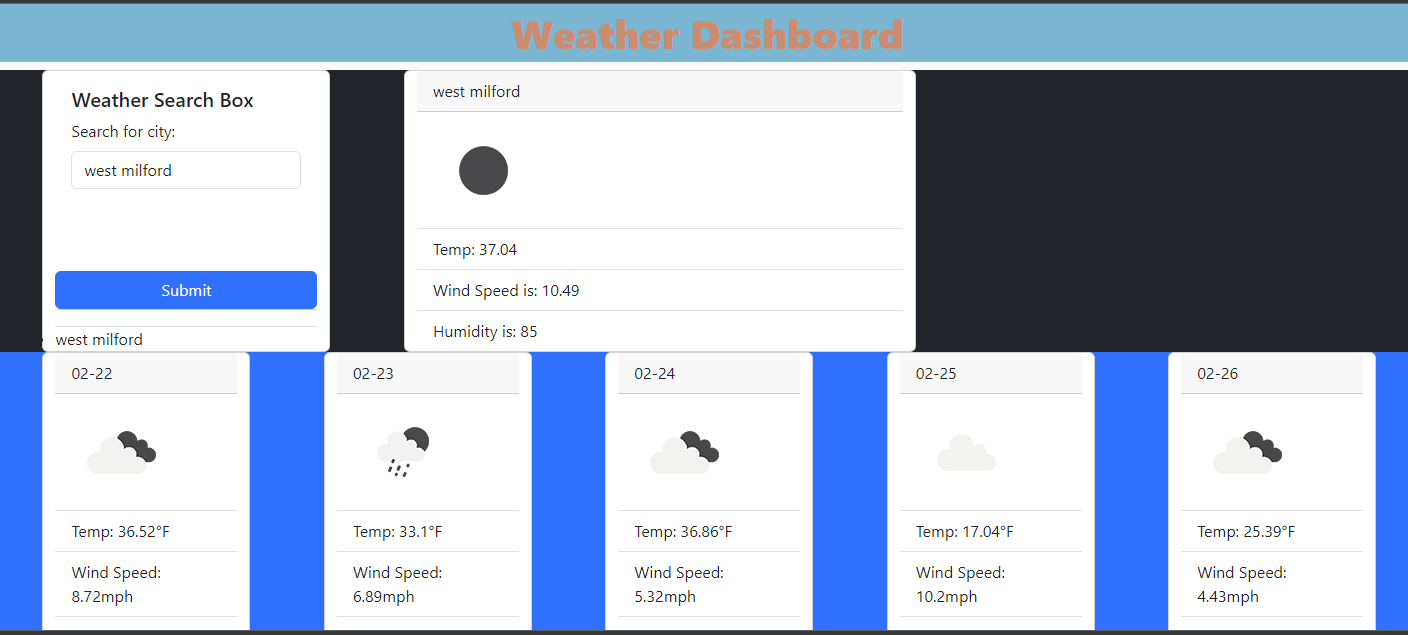 Weather Dashboard
Weather Search Box
Search for city:
west milford
Submit
west milford
west milford
Temp: 37.04
Wind Speed is: 10.49
Humidity is: 85
02-22
Temp: 36.52°F
Wind Speed:
8.72mph
02-23
Temp: 33.1°F
Wind Speed:
6.89mph
02-24
Temp: 36.86°F
Wind Speed:
5.32mph
02-25
Temp: 17.04°F
Wind Speed:
10.2mph
02-26
Temp: 25.39°F
Wind Speed:
4.43mph